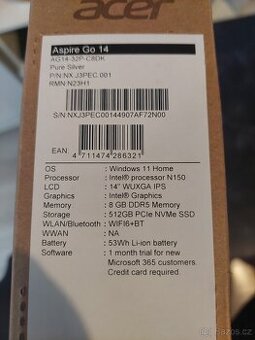 acer
Aspire Go 14
AG14-32P-C8DK
Pure Silver
P/N:NX.J3PEC.001
RMN:N23H1
S/N:NXJ3PEC00144907AF72N00
EAN:
4 711474 286321
OS : Windows 11 Home
Processor : Intel® processor N150
LCD : 14" WUXGA IPS
Graphics : Intel® Graphics
Memory : 8 GB DDR5 Memory
Storage : 512GB PCIe NVMe SSD
WLAN/Bluetooth : WIFI6+BT
WWAN : NA
Battery : 53Wh Li-ion battery
Software : 1 month trial for new
Microsoft 365 customers.
Credit card required.
sbazar.cz